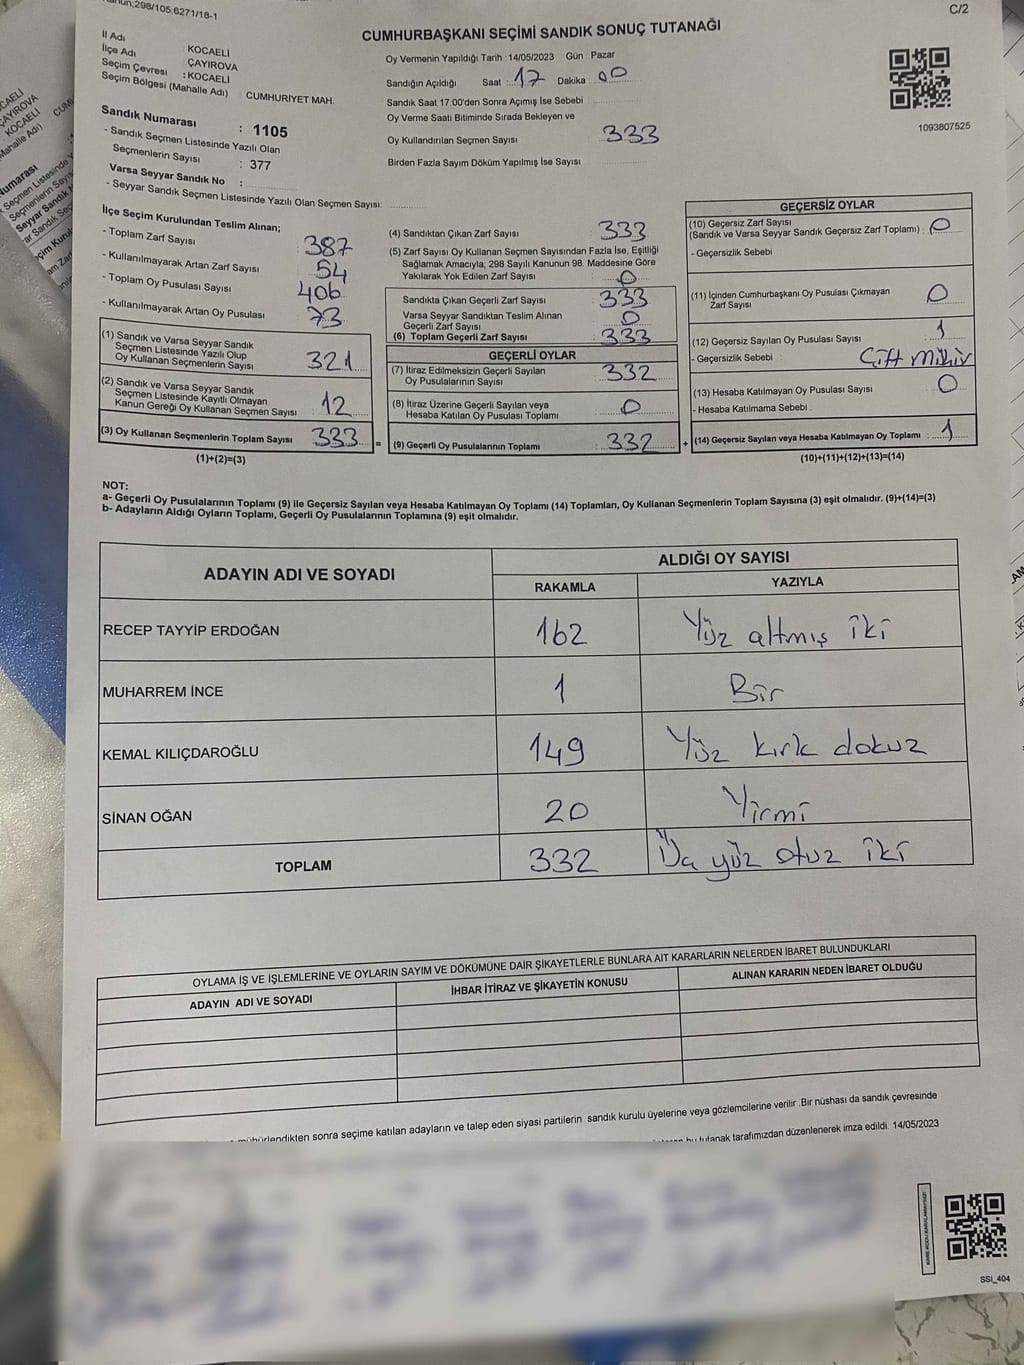 298/105;6271/18-1
C/2
CUMHURBAŞKANI SEÇİMİ SANDIK SONUÇ TUTANAĞI
İl Adı KOCAELİ
İlçe Adı ÇAYIROVA
Seçim Çevresi : KOCAELİ
Seçim Bölgesi (Mahalle Adı) : CUMHURİYET MAH.
Oy Vermenin Yapıldığı Tarih : 14/05/2023 Gün : Pazar
Sandığın Açıldığı Saat : 17 Dakika : 00
Sandık Saat 17.00'den Sonra Açımış İse Sebebi :
Oy Verme Saati Bitiminde Sırada Bekleyen ve
Oy Kullandırılan Seçmen Sayısı : 333
Birden Fazla Sayım Döküm Yapılmış İse Sayısı
1093807525
Sandık Numarası : 1105
- Sandık Seçmen Listesinde Yazılı Olan
Seçmenlerin Sayısı : 377
Varsa Seyyar Sandık No :
- Seyyar Sandık Seçmen Listesinde Yazılı Olan Seçmen Sayısı:
İlçe Seçim Kurulundan Teslim Alınan;
- Toplam Zarf Sayısı 387
- Kullanılmayarak Artan Zarf Sayısı 54
- Toplam Oy Pusulası Sayısı 406
- Kullanılmayarak Artan Oy Pusulası 73
(1) Sandık ve Varsa Seyyar Sandık
Seçmen Listesinde Yazılı Olup
Oy Kullanan Seçmenlerin Sayısı 321
(2) Sandık ve Varsa Seyyar Sandık
Seçmen Listesinde Kayıtlı Olmayan
Kanun Gereği Oy Kullanan Seçmen Sayısı 12
(3) Oy Kullanan Seçmenlerin Toplam Sayısı 333 =
(1)+(2)=(3)
(4) Sandıktan Çıkan Zarf Sayısı : 333
(5) Zarf Sayısı Oy Kullanan Seçmen Sayısından Fazla İse, Eşitliği
Sağlamak Amacıyla; 298 Sayılı Kanunun 98. Maddesine Göre
Yakılarak Yok Edilen Zarf Sayısı : 0
Sandıkta Çıkan Geçerli Zarf Sayısı : 333
Varsa Seyyar Sandıktan Teslim Alınan
Geçerli Zarf Sayısı : 0
(6) Toplam Geçerli Zarf Sayısı : 333
GEÇERLİ OYLAR
(7) İtiraz Edilmeksizin Geçerli Sayılan
Oy Pusulalarının Sayısı : 332
(8) İtiraz Üzerine Geçerli Sayılan veya
Hesaba Katılan Oy Pusulası Toplamı : 0
(9) Geçerli Oy Pusulalarının Toplamı : 332 +
GEÇERSİZ OYLAR
(10) Geçersiz Zarf Sayısı
(Sandık ve Varsa Seyyar Sandık Geçersiz Zarf Toplamı) : 0
- Geçersizlik Sebebi
(11) İçinden Cumhurbaşkanı Oy Pusulası Çıkmayan
Zarf Sayısı 0
(12) Geçersiz Sayılan Oy Pusulası Sayısı 1
- Geçersizlik Sebebi : Çift mühür
(13) Hesaba Katılmayan Oy Pusulası Sayısı 0
- Hesaba Katılmama Sebebi :
(14) Geçersiz Sayılan veya Hesaba Katılmayan Oy Toplamı : 1
(10)+(11)+(12)+(13)=(14)
NOT:
a- Geçerli Oy Pusulalarının Toplamı (9) ile Geçersiz Sayılan veya Hesaba Katılmayan Oy Toplamı (14) Toplamları, Oy Kullanan Seçmenlerin Toplam Sayısına (3) eşit olmalıdır. (9)+(14)=(3)
b- Adayların Aldığı Oyların Toplamı, Geçerli Oy Pusulalarının Toplamına (9) eşit olmalıdır.
ADAYIN ADI VE SOYADI ALDIĞI OY SAYISI
RAKAMLA YAZIYLA
RECEP TAYYİP ERDOĞAN 162 Yüz altmış iki
MUHARREM İNCE 1 Bir
KEMAL KILIÇDAROĞLU 149 Yüz kırk dokuz
SİNAN OĞAN 20 Yirmi
TOPLAM 332 Üç yüz otuz iki
OYLAMA İŞ VE İŞLEMLERİNE VE OYLARIN SAYIM VE DÖKÜMÜNE DAİR ŞİKAYETLERLE BUNLARA AİT KARARLARIN NELERDEN İBARET BULUNDUKLARI
ADAYIN ADI VE SOYADI İHBAR İTİRAZ VE ŞİKAYETİN KONUSU ALINAN KARARIN NEDEN İBARET OLDUĞU
mühürlendikten sonra seçime katılan adayların ve talep eden siyasi partilerin sandık kurulu üyelerine veya gözlemcilerine verilir .Bir nüshası da sandık çevresinde
bu tutanak tarafımızdan düzenlenerek imza edildi. 14/05/2023
SSI_404